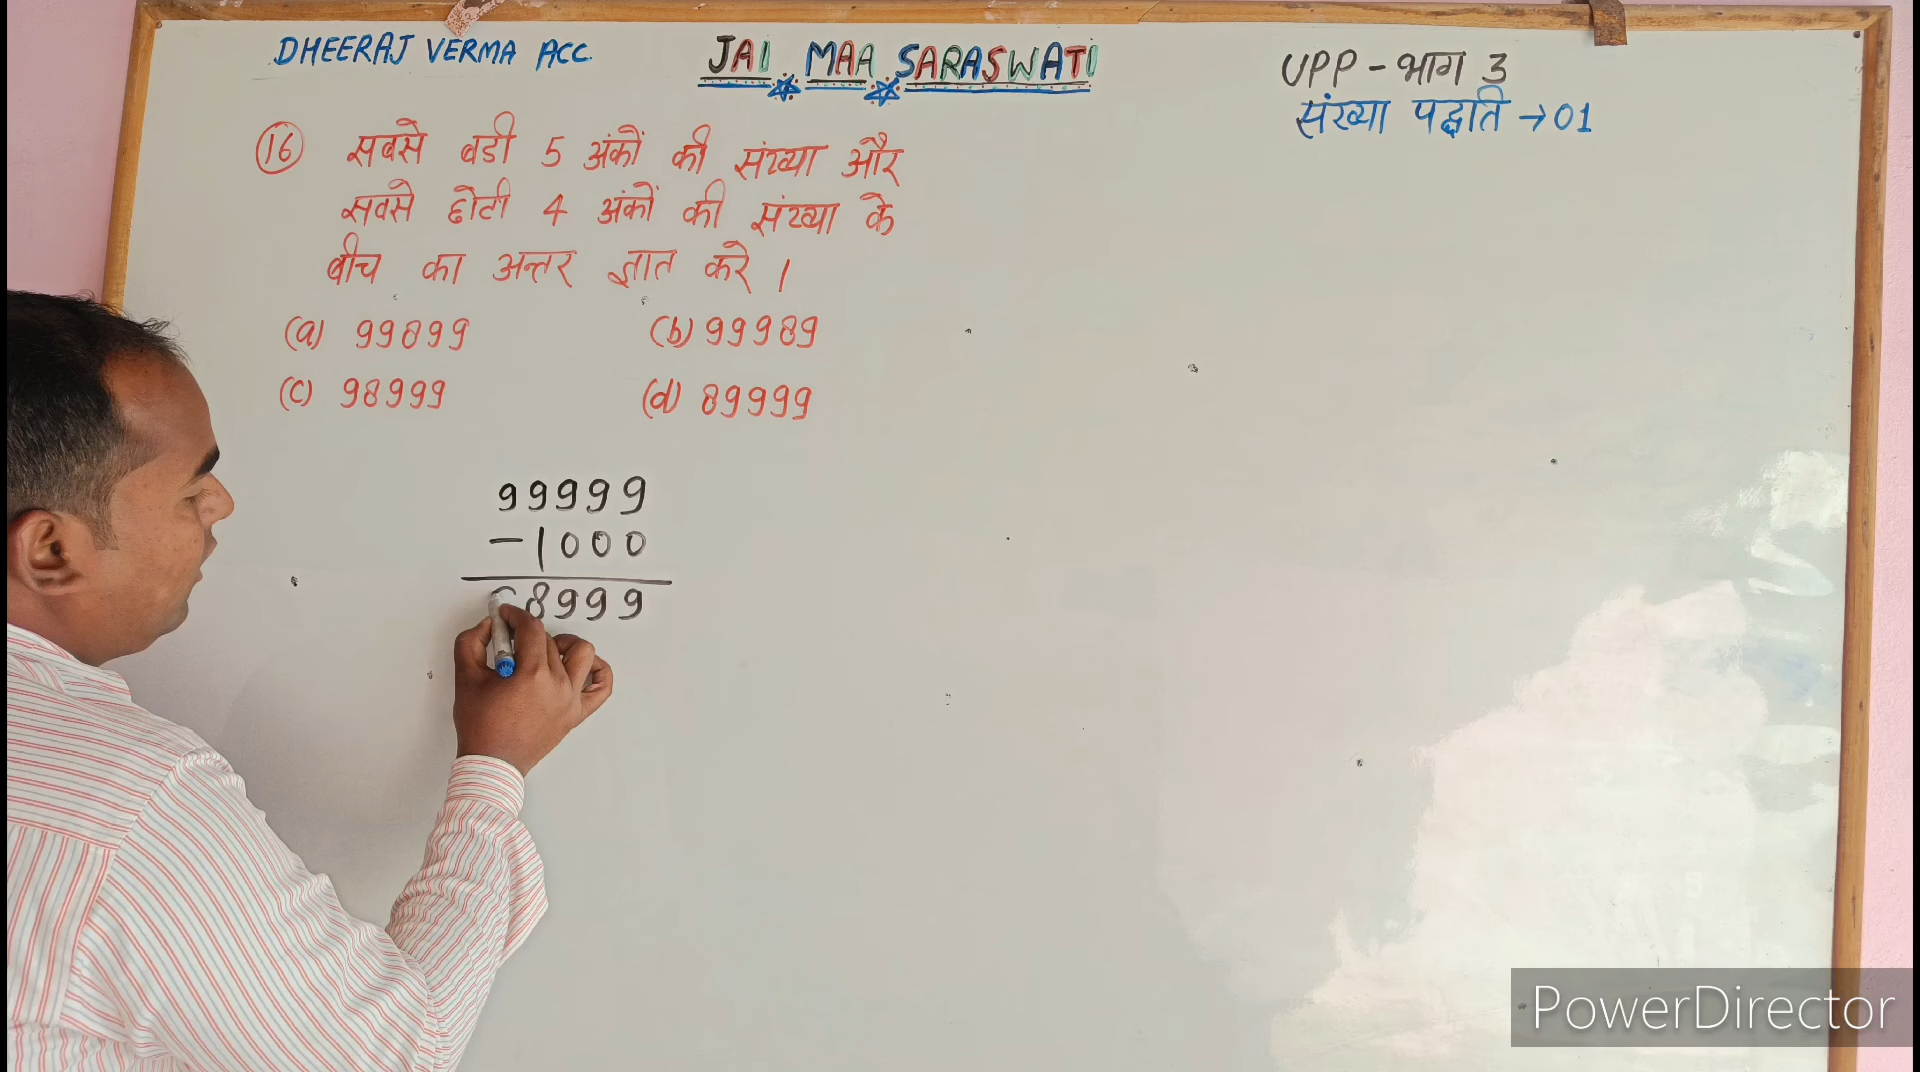 DHEERAJ VERMA ACC.
JAI MAA SARASWATI
UPP - भाग 3
संख्या पद्धति → 01
16 सबसे बडी 5 अंकों की संख्या और
सबसे छोटी 4 अंकों की संख्या के
बीच का अन्तर ज्ञात करे ।
(a) 99899 (b) 99989
(c) 98999 (d) 89999
99999
- 1000
8999
PowerDirector